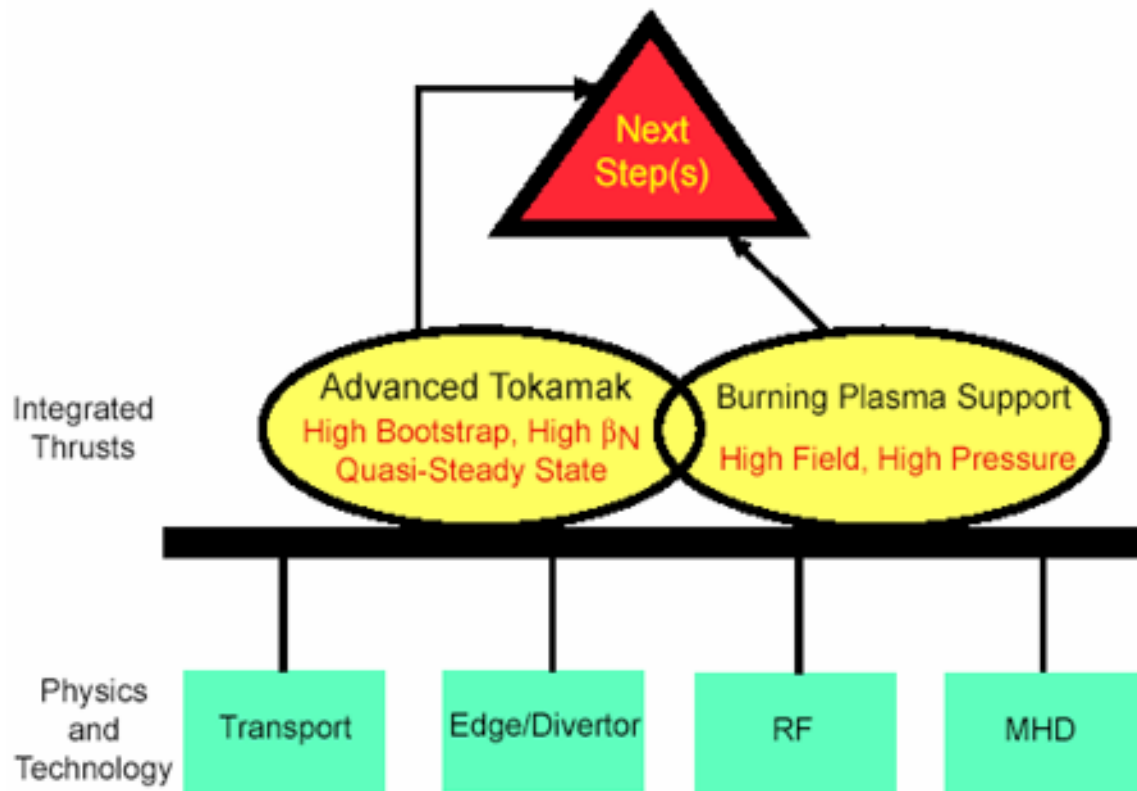 Next
Step(s)
Integrated
Thrusts
Advanced Tokamak
High Bootstrap, High βN
Quasi-Steady State
Burning Plasma Support
High Field, High Pressure
Physics
and
Technology
Transport
Edge/Divertor
RF
MHD